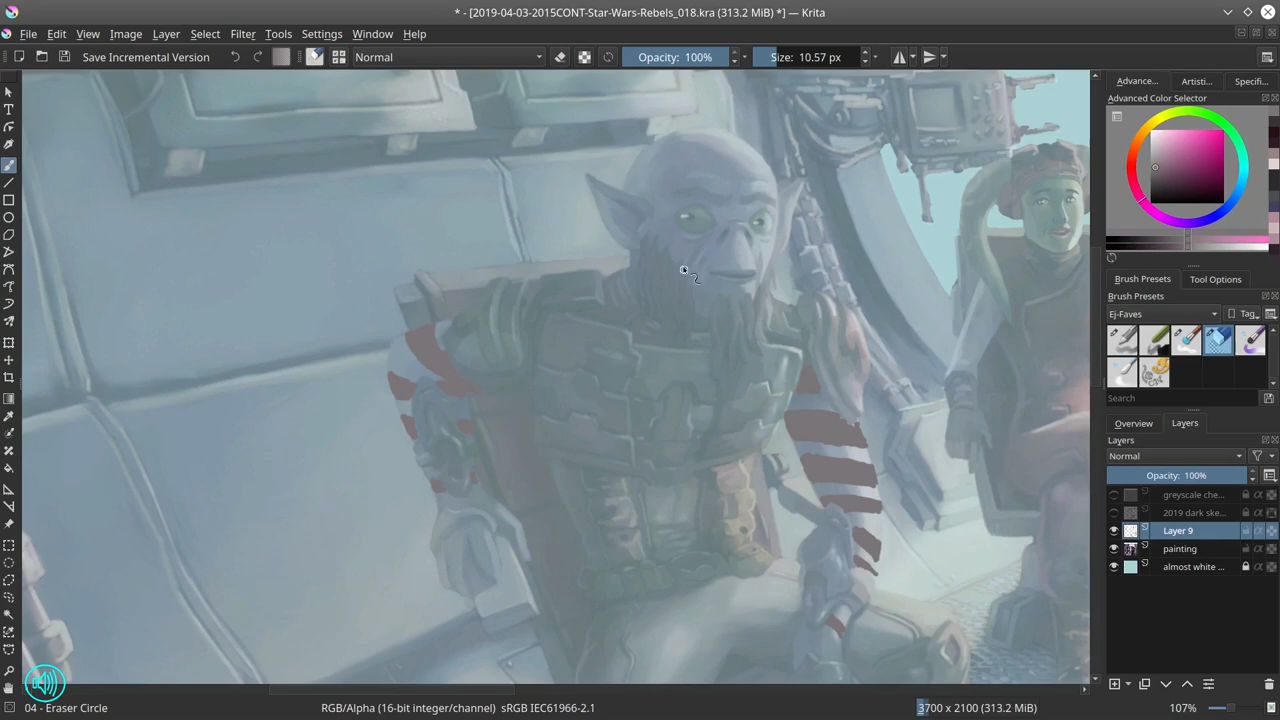 * - [2019-04-03-2015CONT-Star-Wars-Rebels_018.kra (313.2 MiB) *] — Krita
File Edit View Image Layer Select Filter Tools Settings Window Help
Save Incremental Version Normal Opacity: 100% Size: 10.57 px
Advance... Artisti... Specifi...
Advanced Color Selector
Brush Presets Tool Options
Brush Presets
Ej-Faves Tag
Search
Overview Layers
Layers
Normal
Opacity: 100%
greyscale che...
2019 dark ske...
Layer 9
painting
almost white ...
04 - Eraser Circle RGB/Alpha (16-bit integer/channel) sRGB IEC61966-2.1 3700 x 2100 (313.2 MiB) 107%